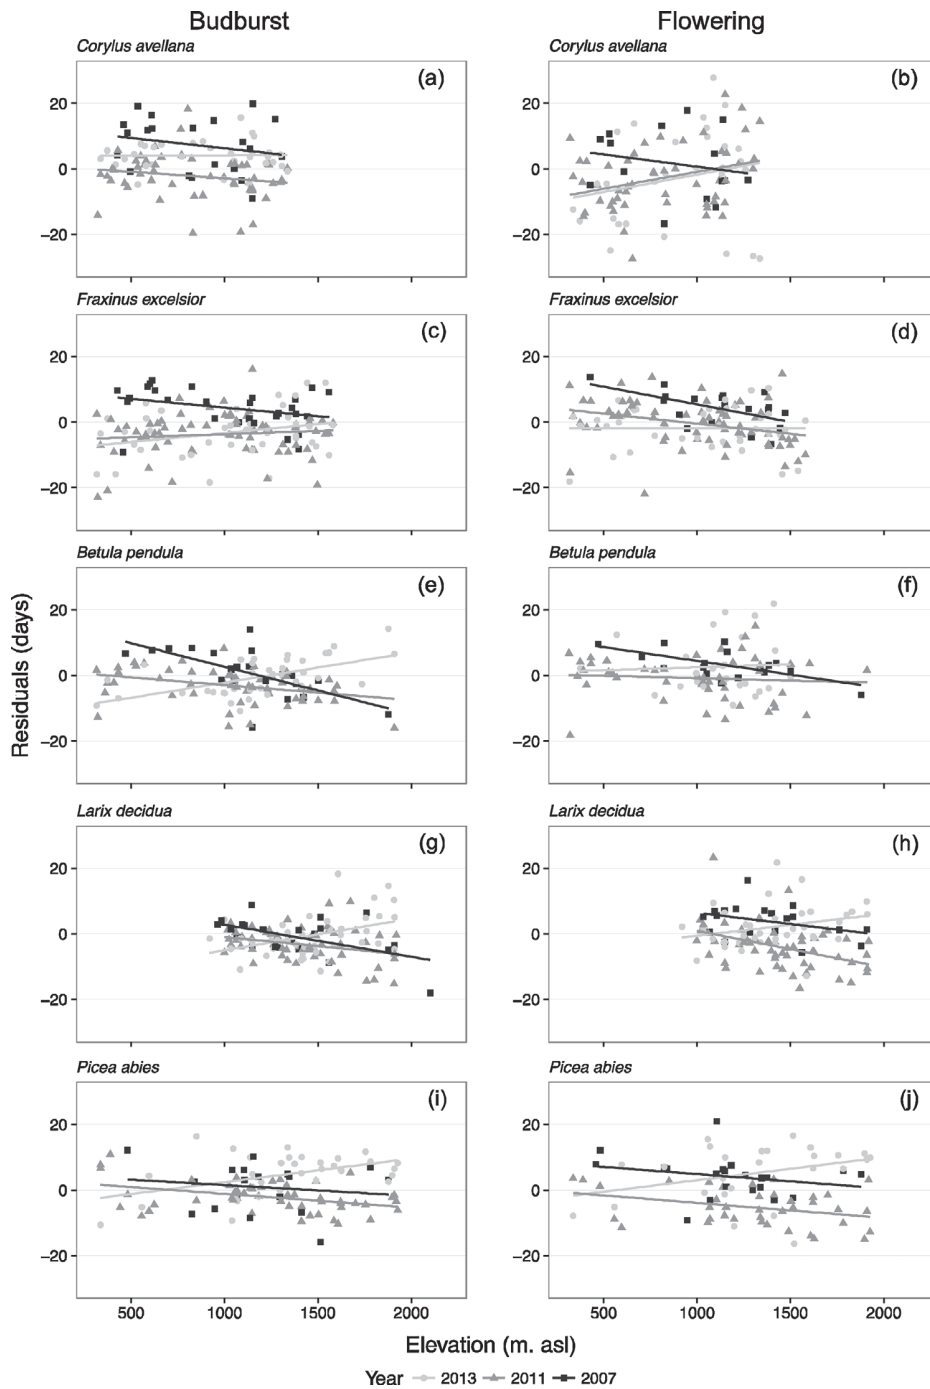 Budburst Flowering
Corylus avellana Corylus avellana
(a) (b)
20 20
0 0
−20 −20
Fraxinus excelsior Fraxinus excelsior
(c) (d)
20 20
0 0
−20 −20
Betula pendula Betula pendula
(e) (f)
20 20
0 0
−20 −20
Residuals (days)
Larix decidua Larix decidua
(g) (h)
20 20
0 0
−20 −20
Picea abies Picea abies
(i) (j)
20 20
0 0
−20 −20
500 1000 1500 2000 500 1000 1500 2000
Elevation (m. asl)
Year 2013 2011 2007